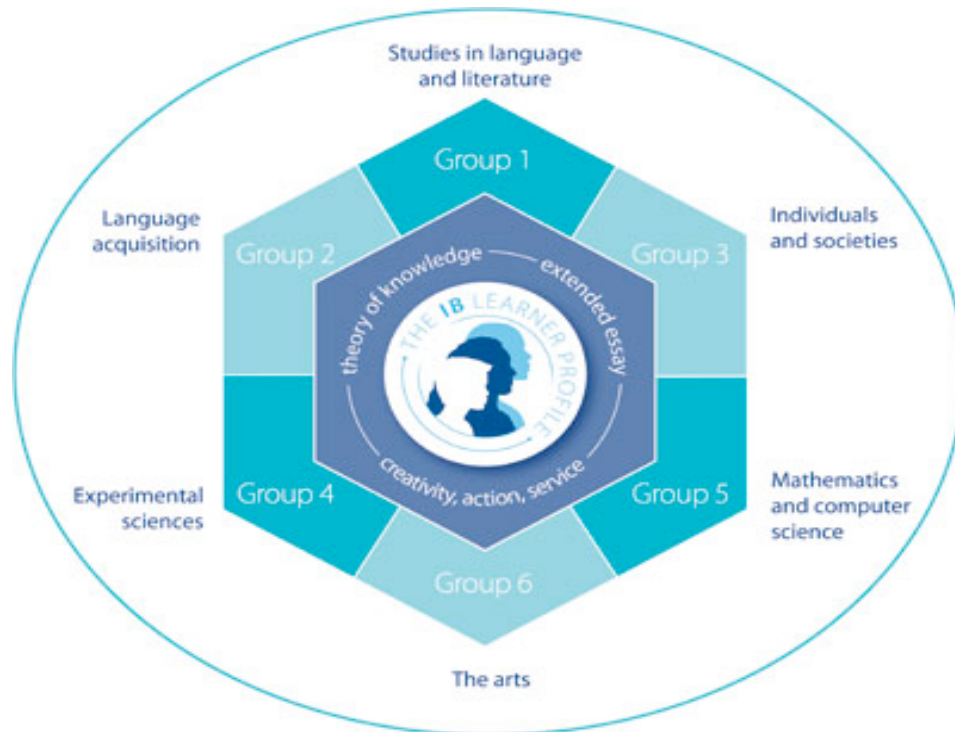 Studies in language
and literature
Group 1
Language
acquisition
Group 2
Individuals
and societies
Group 3
theory of knowledge
extended essay
THE IB LEARNER PROFILE
creativity, action, service
Experimental
sciences
Group 4
Mathematics
and computer
science
Group 5
Group 6
The arts